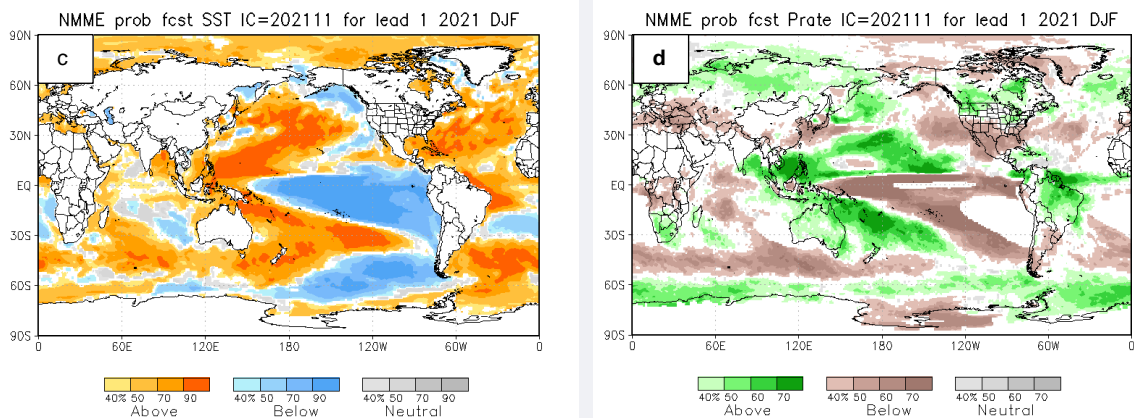 NMME prob fcst SST IC=202111 for lead 1 2021 DJF
c
90N
60N
30N
EQ
30S
60S
90S
0 60E 120E 180 120W 60W 0
40% 50 70 90
Above
40% 50 70 90
Below
40% 50 70 90
Neutral
NMME prob fcst Prate IC=202111 for lead 1 2021 DJF
d
90N
60N
30N
EQ
30S
60S
90S
0 60E 120E 180 120W 60W 0
40% 50 60 70
Above
40% 50 60 70
Below
40% 50 60 70
Neutral